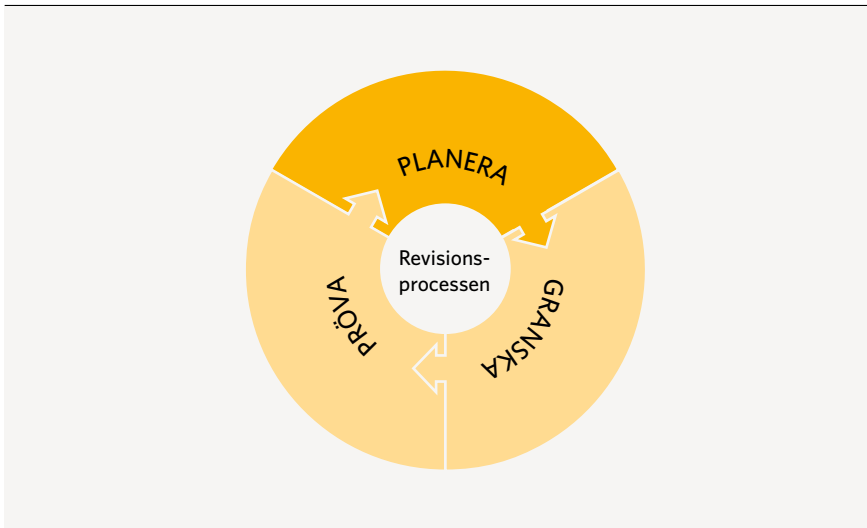 PLANERA
Revisions-
processen
GRANSKA
PRÖVA